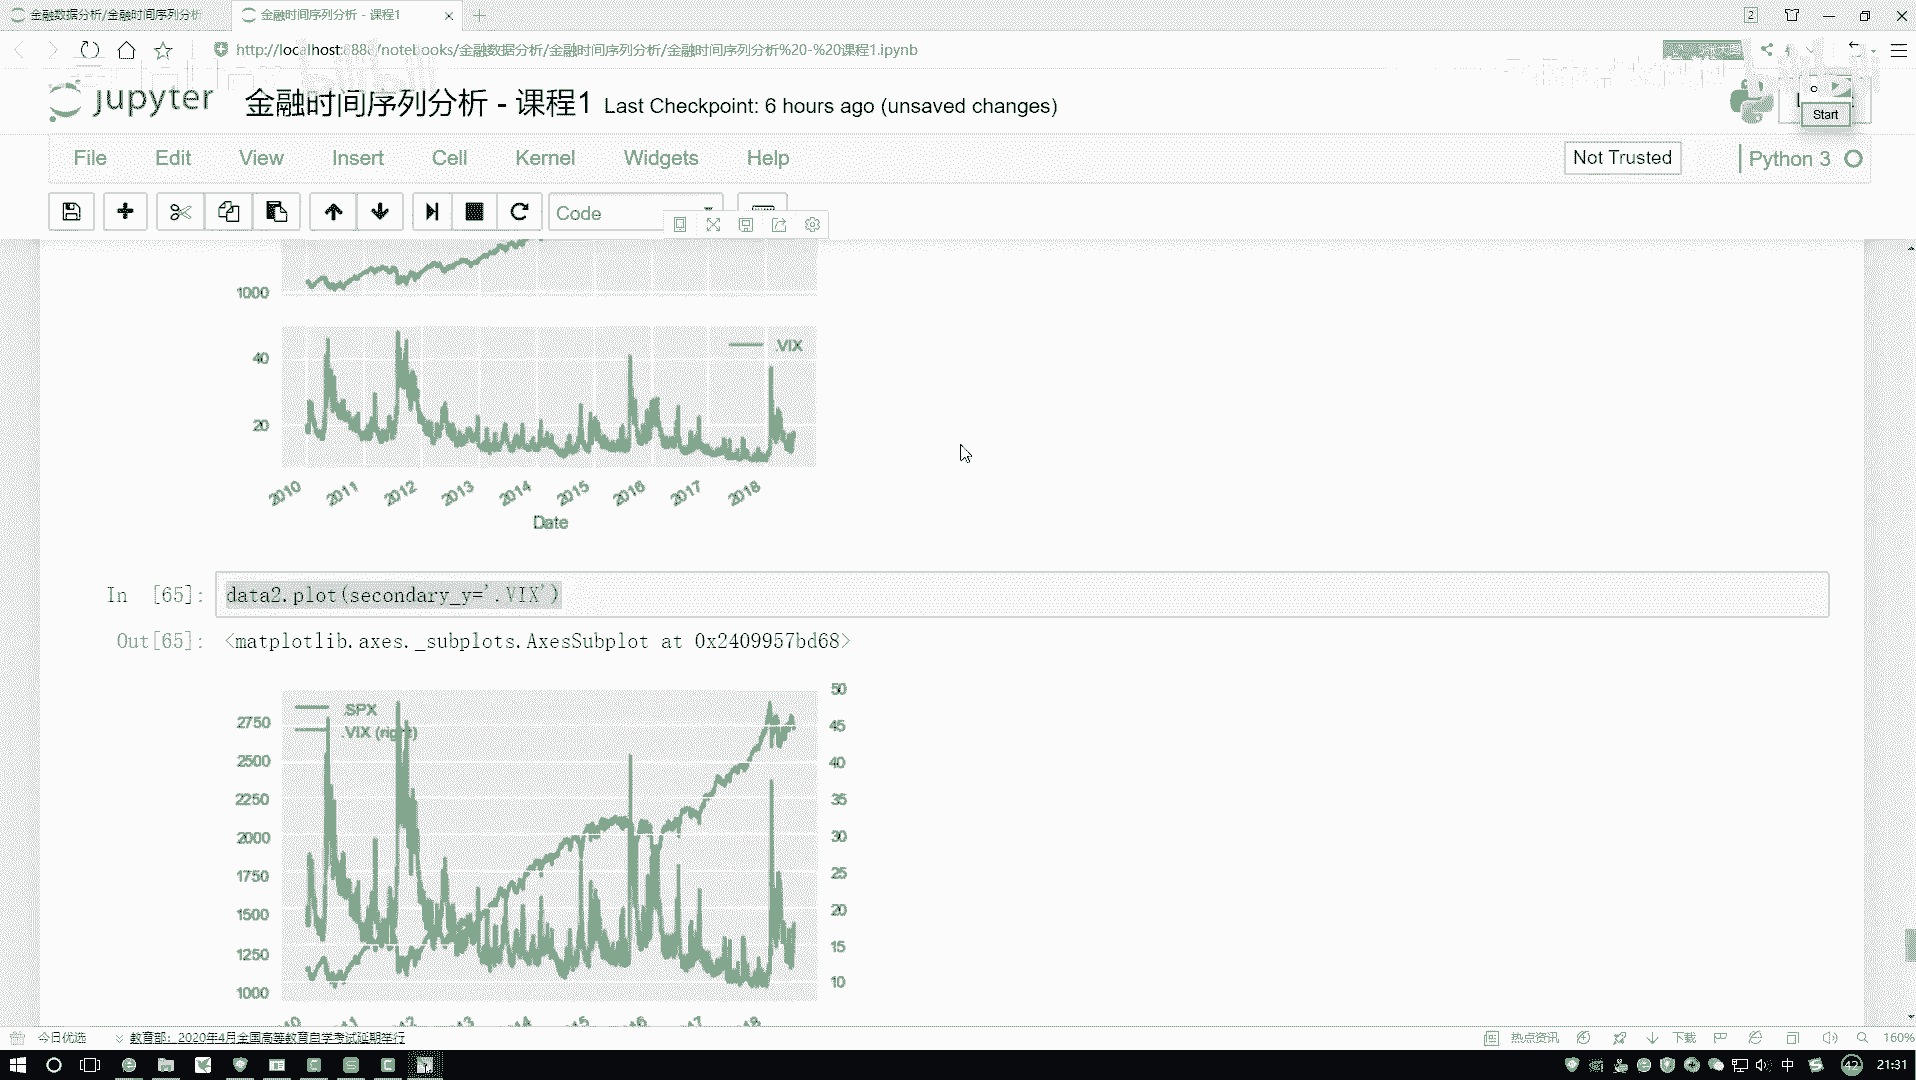 金融数据分析/金融时间序列分析
金融时间序列分析 - 课程1
2
http://localhost:888/notebooks/金融数据分析/金融时间序列分析/金融时间序列分析%20-%20课程1.ipynb
jupyter
金融时间序列分析 - 课程1 Last Checkpoint: 6 hours ago (unsaved changes)
Start
File Edit View Insert Cell Kernel Widgets Help
Not Trusted
Python 3
Code
1000
.VIX
40
20
2010 2011 2012 2013 2014 2015 2016 2017 2018
Date
In [65]: data2.plot(secondary_y='.VIX')
Out[65]: <matplotlib.axes._subplots.AxesSubplot at 0x2409957bd68>
.SPX
.VIX (right)
2750
2500
2250
2000
1750
1500
1250
1000
50
45
40
35
30
25
20
15
10
今日优选
教育部：2020年4月全国高等教育自学考试延期举行
热点资讯
下载
160%
中
42
21:31